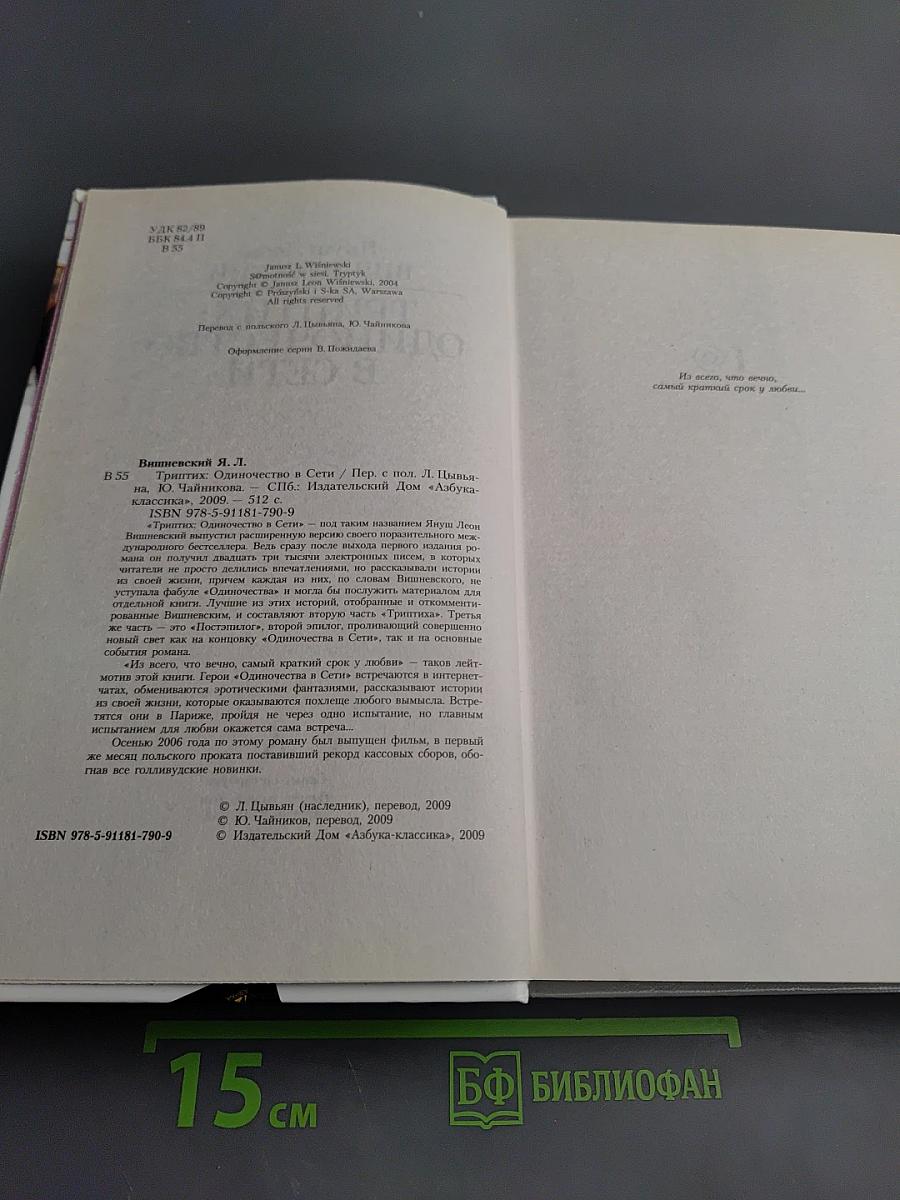 УДК 82/89
ББК 84.4 П
В 55
Janusz L. Wiśniewski
S@motność w sieci. Tryptyk
Copyright © Janusz Leon Wiśniewski, 2004
Copyright © Prószyński i S-ka SA, Warszawa
All rights reserved
Перевод с польского Л. Цывьяна, Ю. Чайникова
Оформление серии В. Пожидаева
Вишневский Я. Л.
В 55 Триптих: Одиночество в Сети / Пер. с пол. Л. Цывья-
на, Ю. Чайникова. — СПб.: Издательский Дом «Азбука-
классика», 2009. — 512 с.
ISBN 978-5-91181-790-9
«Триптих: Одиночество в Сети» — под таким названием Януш Леон
Вишневский выпустил расширенную версию своего поразительного меж-
дународного бестселлера. Ведь сразу после выхода первого издания ро-
мана он получил двадцать три тысячи электронных писем, в которых
читатели не просто делились впечатлениями, но рассказывали истории
из своей жизни, причем каждая из них, по словам Вишневского, не
уступала фабуле «Одиночества» и могла бы послужить материалом для
отдельной книги. Лучшие из этих историй, отобранные и откомменти-
рованные Вишневским, и составляют вторую часть «Триптиха». Третья
же часть — это «Постэпилог», второй эпилог, проливающий совершенно
новый свет как на концовку «Одиночества в Сети», так и на основные
события романа.
«Из всего, что вечно, самый краткий срок у любви» — таков лейт-
мотив этой книги. Герои «Одиночества в Сети» встречаются в интернет-
чатах, обмениваются эротическими фантазиями, рассказывают истории
из своей жизни, которые оказываются похлеще любого вымысла. Встре-
тятся они в Париже, пройдя не через одно испытание, но главным
испытанием для любви окажется сама встреча...
Осенью 2006 года по этому роману был выпущен фильм, в первый
же месяц польского проката поставивший рекорд кассовых сборов, обо-
гнав все голливудские новинки.
© Л. Цывьян (наследник), перевод, 2009
© Ю. Чайников, перевод, 2009
ISBN 978-5-91181-790-9 © Издательский Дом «Азбука-классика», 2009
Из всего, что вечно,
самый краткий срок у любви...
15 см
БФ БИБЛИОФАН